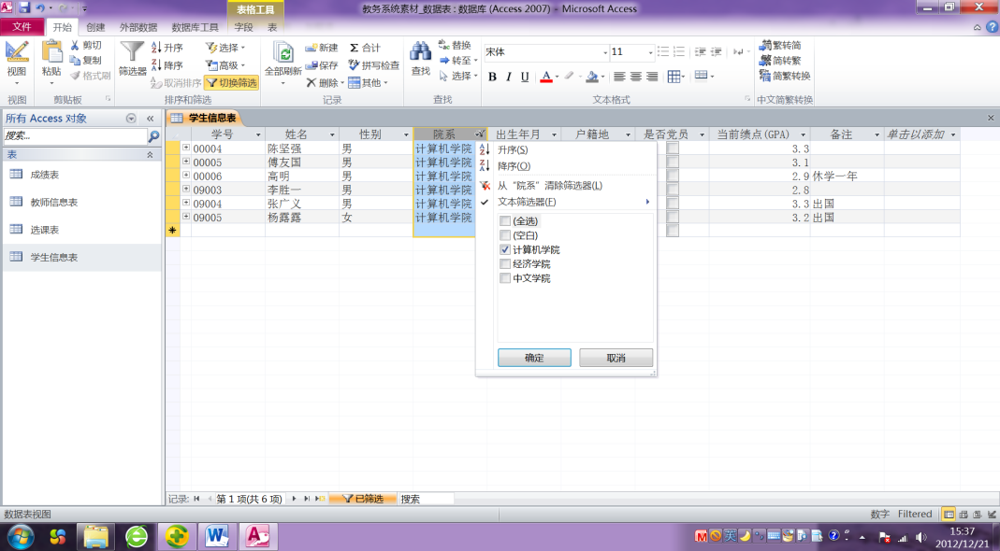 表格工具
教务系统素材_数据表 : 数据库 (Access 2007) - Microsoft Access
文件 开始 创建 外部数据 数据库工具 字段 表
视图 粘贴 剪切 复制 格式刷
筛选器 升序 降序 取消排序 选择 高级 切换筛选
全部刷新 新建 保存 删除 合计 拼写检查 其他
查找 替换 转至 选择
宋体 11
B I U A
繁转简 简转繁 简繁转换
视图 剪贴板 排序和筛选 记录 查找 文本格式 中文简繁转换
所有 Access 对象
搜索...
表
成绩表
教师信息表
选课表
学生信息表
学生信息表
学号 姓名 性别 院系 出生年月 户籍地 是否党员 当前绩点(GPA) 备注 单击以添加
00004 陈坚强 男 计算机学院 3.3
00005 傅友国 男 计算机学院 3.1
00006 高明 男 计算机学院 2.9 休学一年
09003 李胜一 男 计算机学院 2.8
09004 张广义 男 计算机学院 3.3 出国
09005 杨露露 女 计算机学院 3.2 出国
升序(S)
降序(O)
从“院系”清除筛选器(L)
文本筛选器(F)
(全选)
(空白)
计算机学院
经济学院
中文学院
确定 取消
记录: 第 1 项(共 6 项) 已筛选 搜索
数据表视图 数字 Filtered
英
15:37
2012/12/21